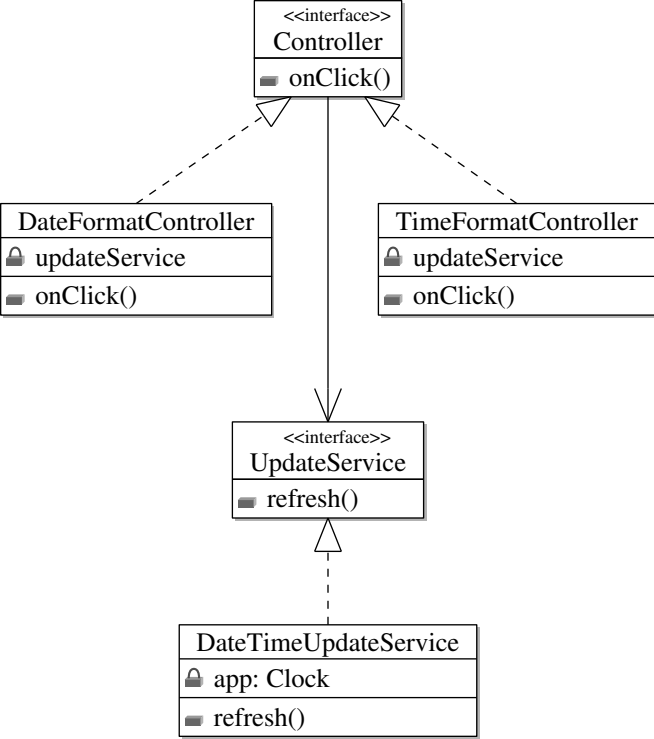 <<interface>>
Controller
onClick()
DateFormatController
updateService
onClick()
TimeFormatController
updateService
onClick()
<<interface>>
UpdateService
refresh()
DateTimeUpdateService
app: Clock
refresh()